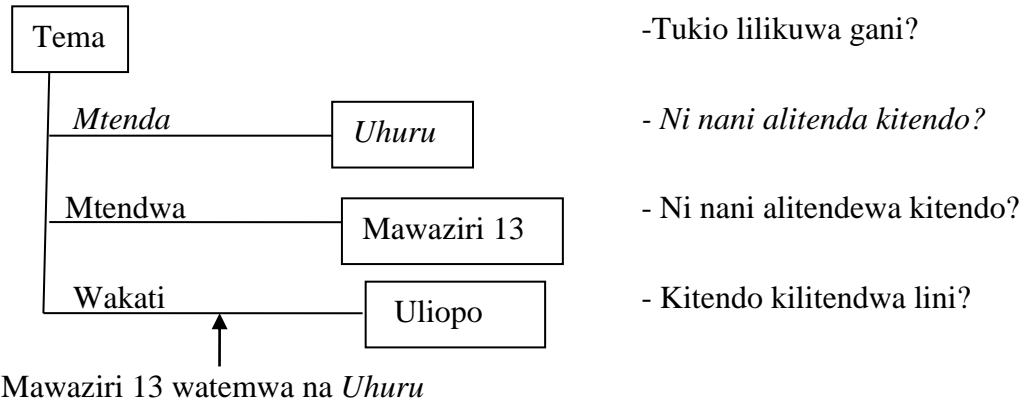 Tema -Tukio lilikuwa gani?
Mtenda Uhuru - Ni nani alitenda kitendo?
Mtendwa Mawaziri 13 - Ni nani alitendewa kitendo?
Wakati Uliopo - Kitendo kilitendwa lini?
Mawaziri 13 watemwa na Uhuru